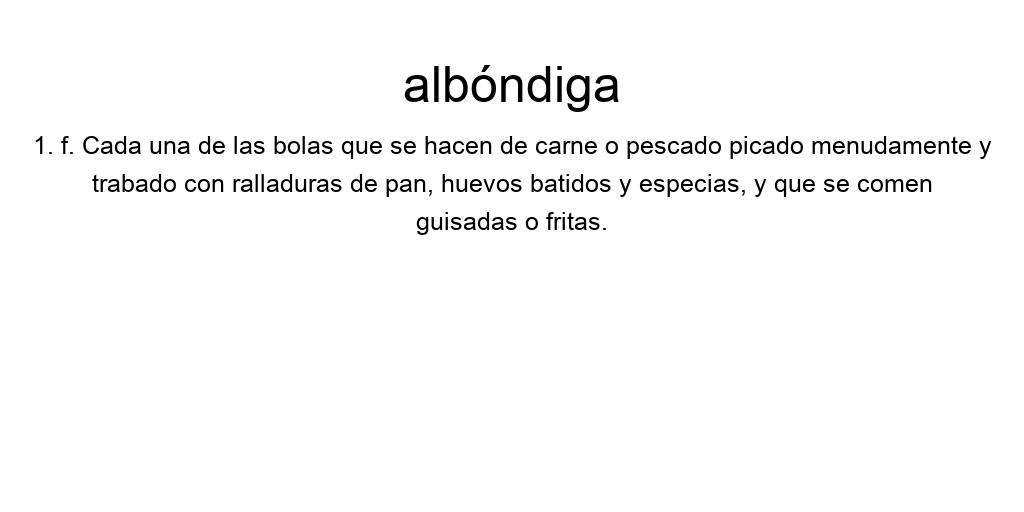 albóndiga
1. f. Cada una de las bolas que se hacen de carne o pescado picado menudamente y
trabado con ralladuras de pan, huevos batidos y especias, y que se comen
guisadas o fritas.